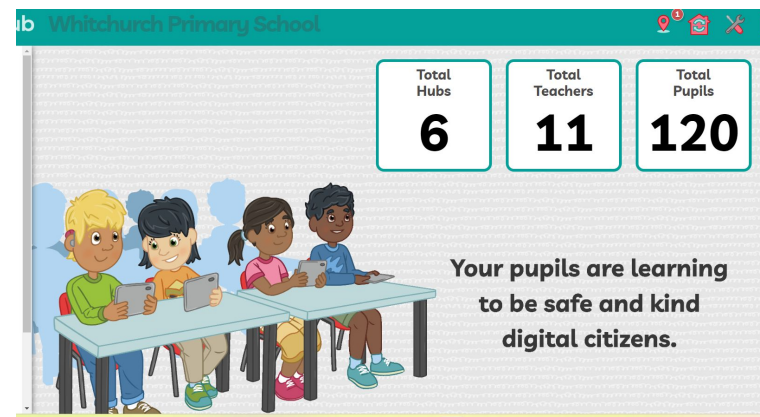 ub Whitchurch Primary School
1
Total
Hubs
6
Total
Teachers
11
Total
Pupils
120
Your pupils are learning
to be safe and kind
digital citizens.